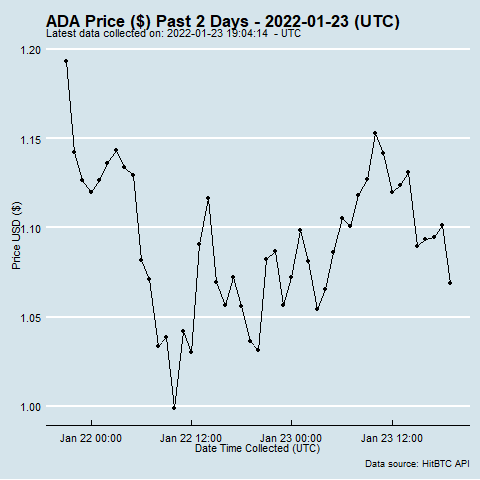 ADA Price ($) Past 2 Days - 2022-01-23 (UTC)
Latest data collected on: 2022-01-23 19:04:14 - UTC
1.20
1.15
1.10
1.05
1.00
Price USD ($)
Jan 22 00:00 Jan 22 12:00 Jan 23 00:00 Jan 23 12:00
Date Time Collected (UTC)
Data source: HitBTC API